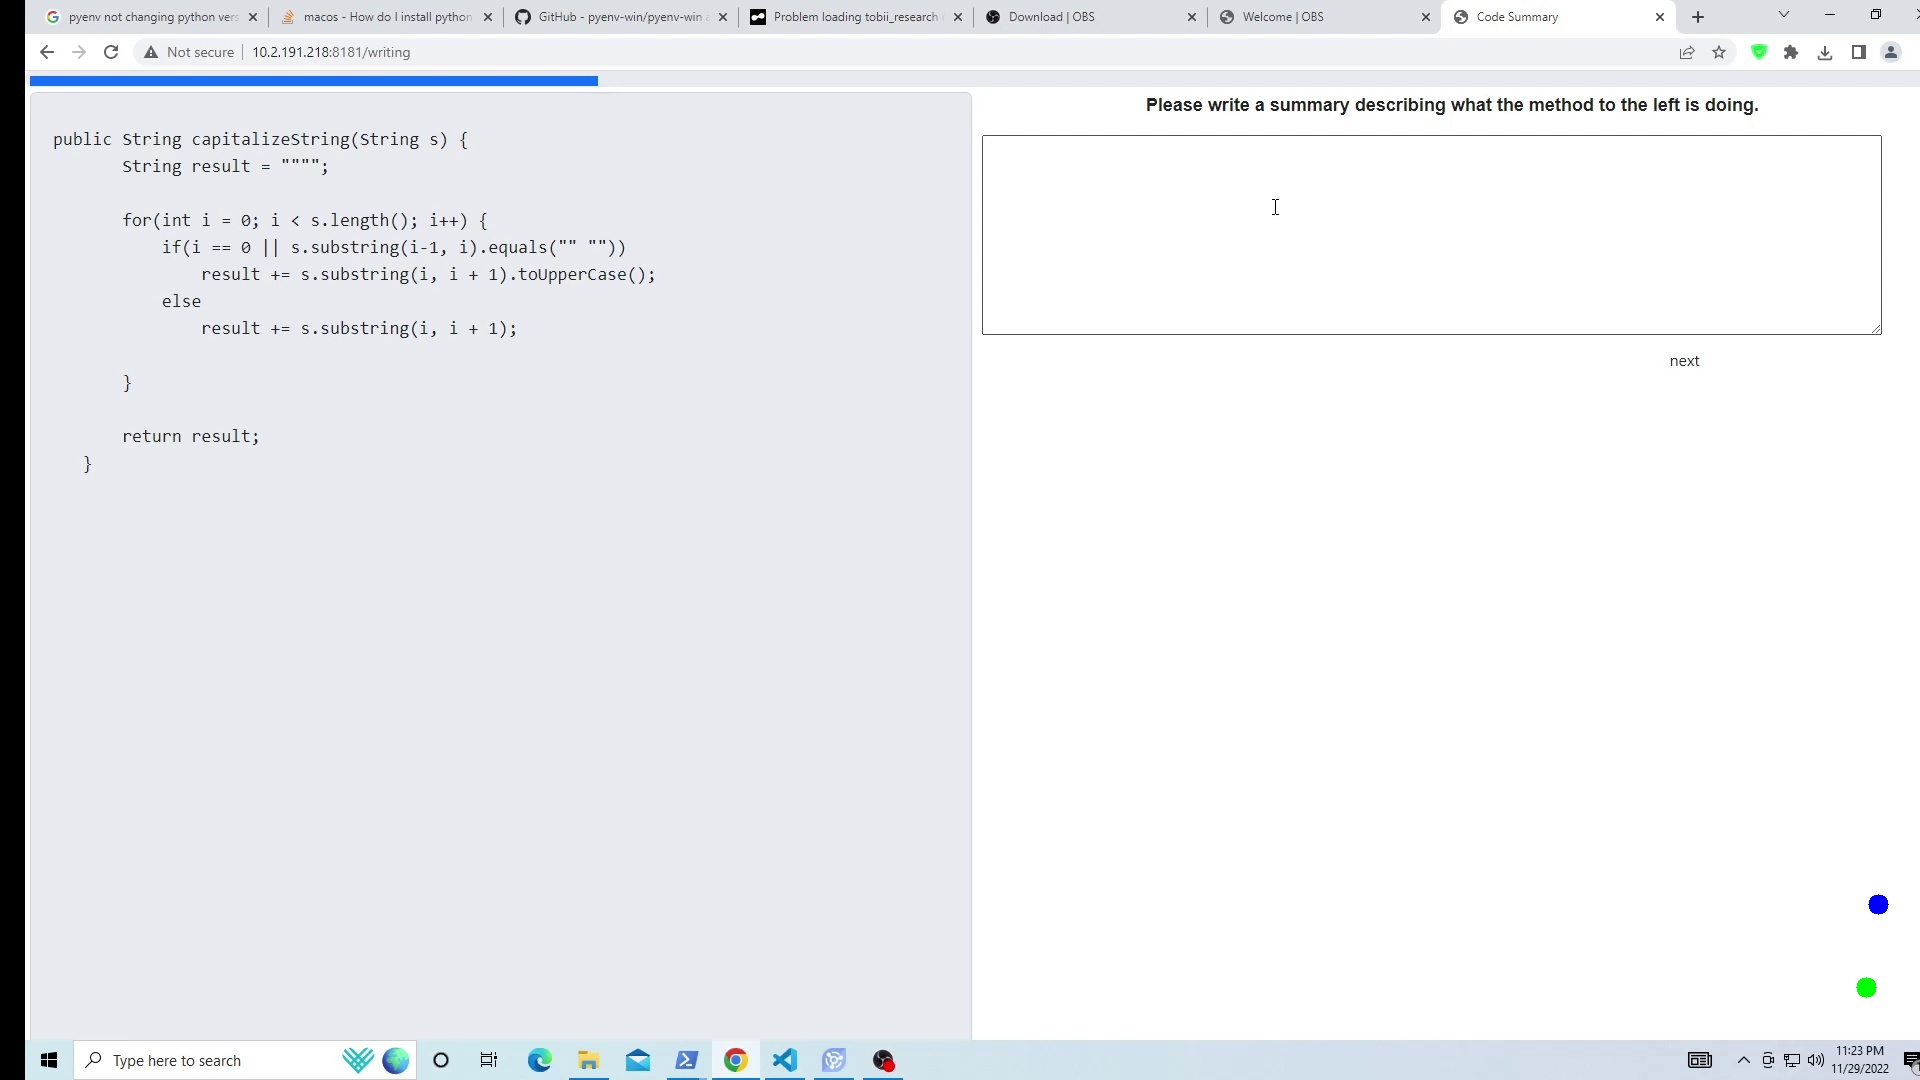 pyenv not changing python vers
macos - How do I install python
GitHub - pyenv-win/pyenv-win
Problem loading tobii_research
Download | OBS
Welcome | OBS
Code Summary
Not secure
10.2.191.218:8181/writing
public String capitalizeString(String s) {
String result = """";
for(int i = 0; i < s.length(); i++) {
if(i == 0 || s.substring(i-1, i).equals("" ""))
result += s.substring(i, i + 1).toUpperCase();
else
result += s.substring(i, i + 1);
}
return result;
}
Please write a summary describing what the method to the left is doing.
next
Type here to search
11:23 PM
11/29/2022